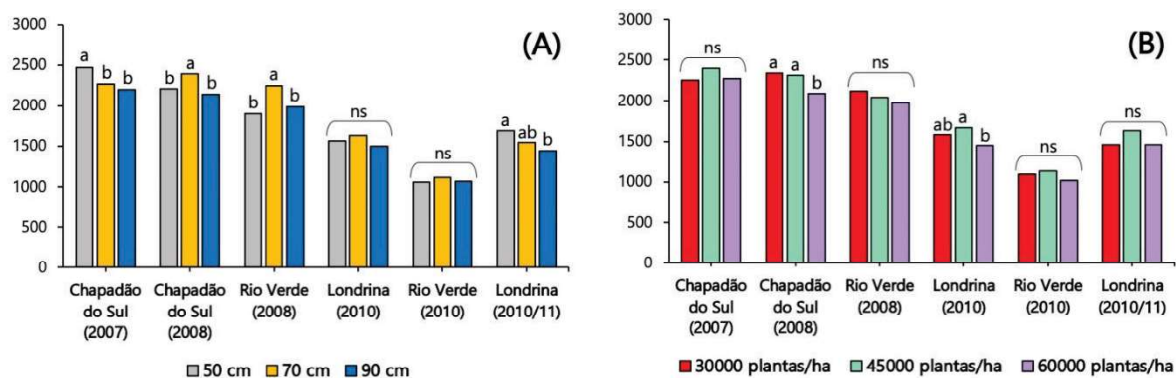 (A)
3000
2500
2000
1500
1000
500
0
a b b
b a b
b a b
ns
ns
a ab b
Chapadão do Sul (2007)
Chapadão do Sul (2008)
Rio Verde (2008)
Londrina (2010)
Rio Verde (2010)
Londrina (2010/11)
50 cm 70 cm 90 cm
(B)
3000
2500
2000
1500
1000
500
0
ns
a a b
ns
ab a b
ns
ns
Chapadão do Sul (2007)
Chapadão do Sul (2008)
Rio Verde (2008)
Londrina (2010)
Rio Verde (2010)
Londrina (2010/11)
30000 plantas/ha 45000 plantas/ha 60000 plantas/ha